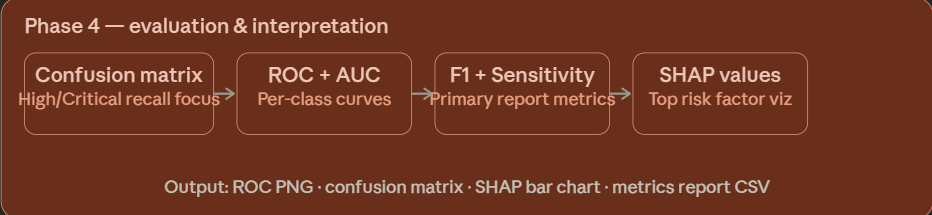 Phase 4 — evaluation & interpretation
Confusion matrix
High/Critical recall focus
ROC + AUC
Per-class curves
F1 + Sensitivity
Primary report metrics
SHAP values
Top risk factor viz
Output: ROC PNG · confusion matrix · SHAP bar chart · metrics report CSV